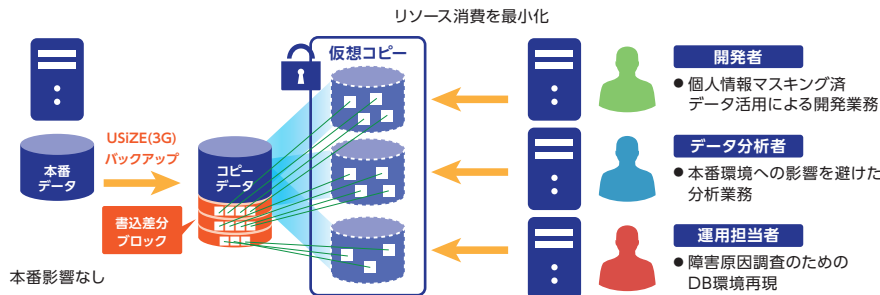 リソース消費を最小化
仮想コピー
開発者
● 個人情報マスキング済
データ活用による開発業務
USiZE(3G)
バックアップ
本番
データ
コピー
データ
データ分析者
● 本番環境への影響を避けた
分析業務
書込差分
ブロック
運用担当者
● 障害原因調査のための
DB環境再現
本番影響なし